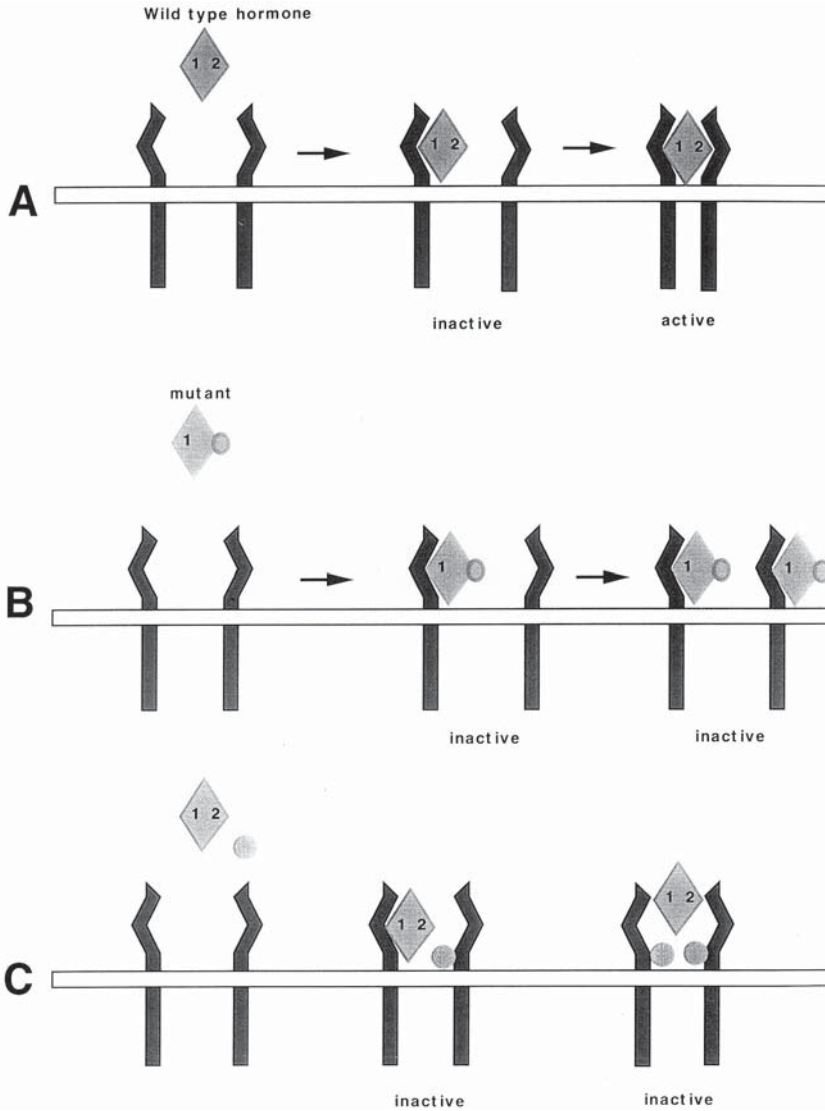 Wild type hormone
1 2
1 2
1 2
A
inactive
active
mutant
1
1
1
1
B
inactive
inactive
1 2
1 2
1 2
C
inactive
inactive